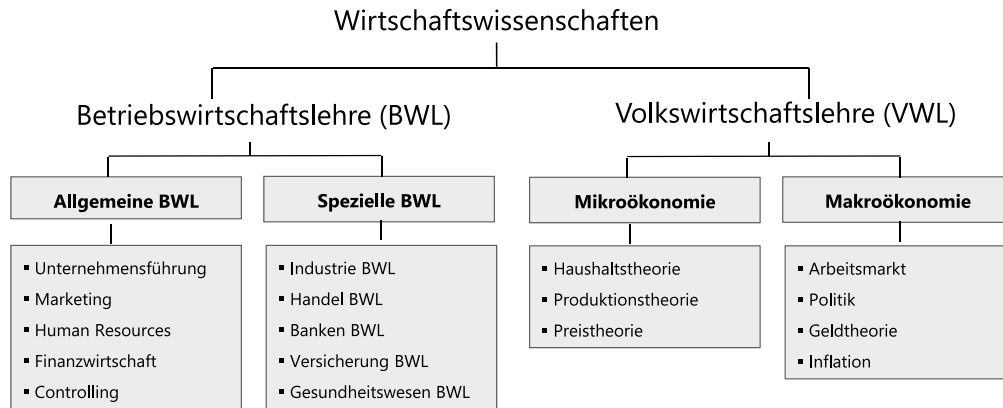 Wirtschaftswissenschaften
Betriebswirtschaftslehre (BWL)
Volkswirtschaftslehre (VWL)
Allgemeine BWL
Spezielle BWL
Mikroökonomie
Makroökonomie
▪ Unternehmensführung
▪ Marketing
▪ Human Resources
▪ Finanzwirtschaft
▪ Controlling
▪ Industrie BWL
▪ Handel BWL
▪ Banken BWL
▪ Versicherung BWL
▪ Gesundheitswesen BWL
▪ Haushaltstheorie
▪ Produktionstheorie
▪ Preistheorie
▪ Arbeitsmarkt
▪ Politik
▪ Geldtheorie
▪ Inflation